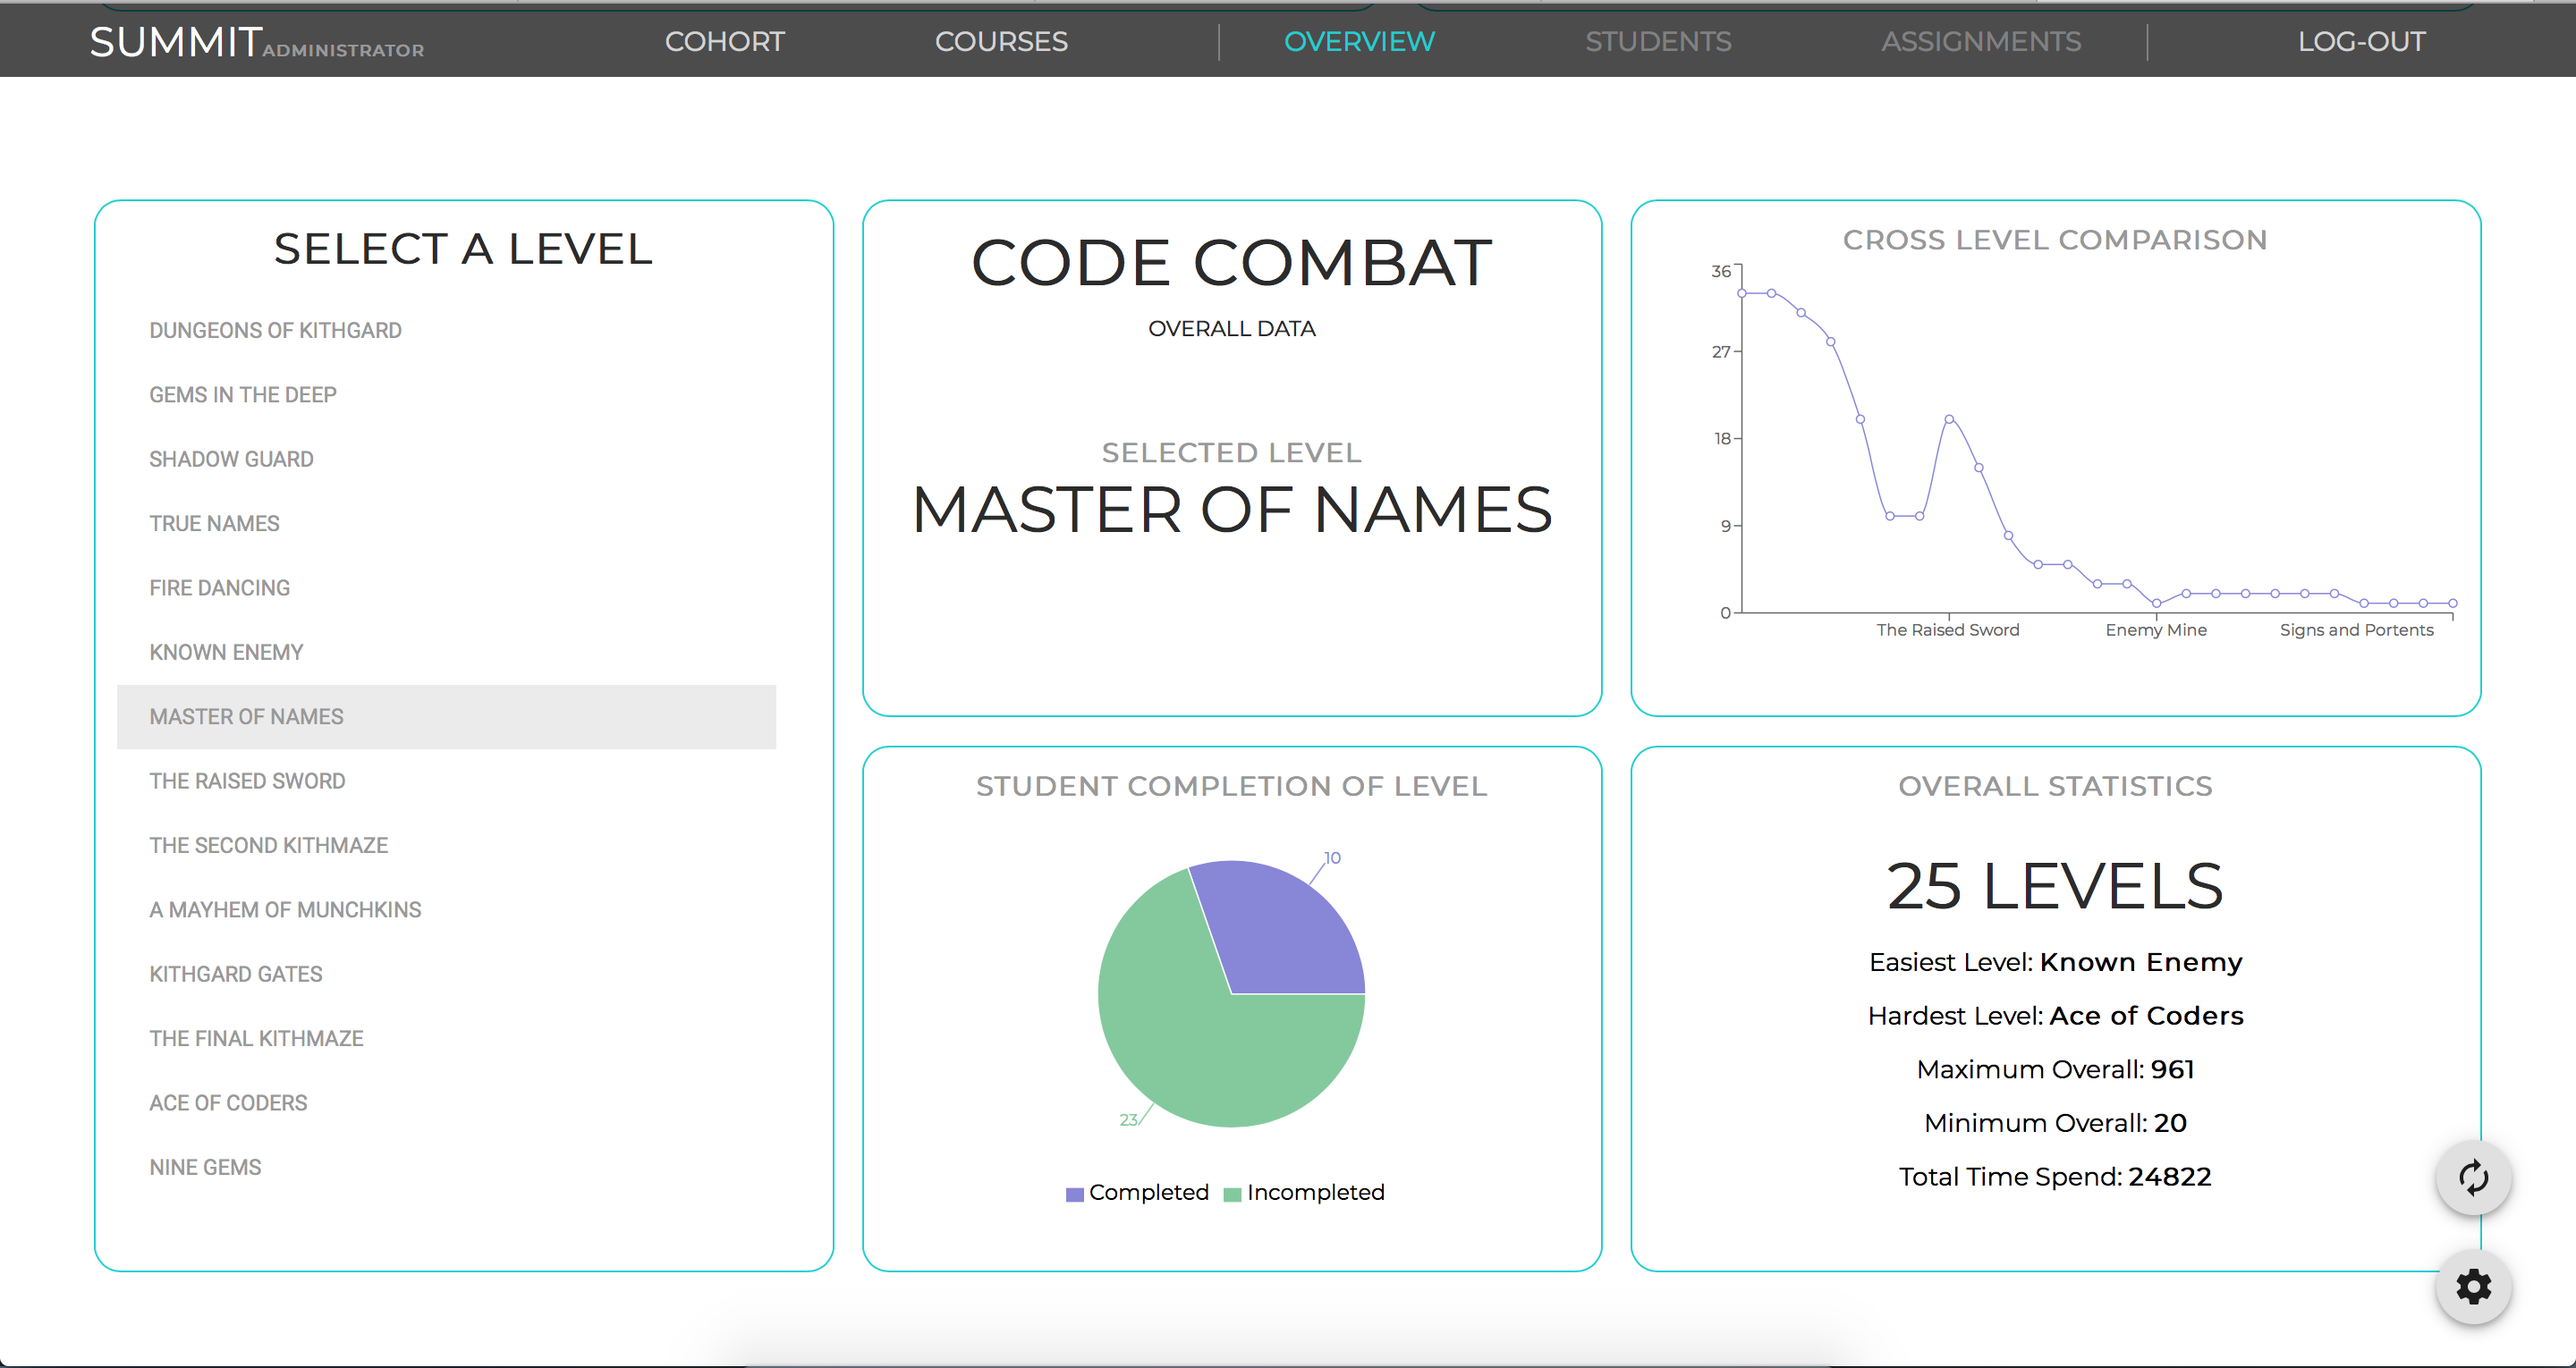 SUMMIT ADMINISTRATOR
COHORT
COURSES
OVERVIEW
STUDENTS
ASSIGNMENTS
LOG-OUT
SELECT A LEVEL
DUNGEONS OF KITHGARD
GEMS IN THE DEEP
SHADOW GUARD
TRUE NAMES
FIRE DANCING
KNOWN ENEMY
MASTER OF NAMES
THE RAISED SWORD
THE SECOND KITHMAZE
A MAYHEM OF MUNCHKINS
KITHGARD GATES
THE FINAL KITHMAZE
ACE OF CODERS
NINE GEMS
CODE COMBAT
OVERALL DATA
SELECTED LEVEL
MASTER OF NAMES
CROSS LEVEL COMPARISON
36
27
18
9
0
The Raised Sword
Enemy Mine
Signs and Portents
STUDENT COMPLETION OF LEVEL
10
23
Completed
Incompleted
OVERALL STATISTICS
25 LEVELS
Easiest Level: Known Enemy
Hardest Level: Ace of Coders
Maximum Overall: 961
Minimum Overall: 20
Total Time Spend: 24822